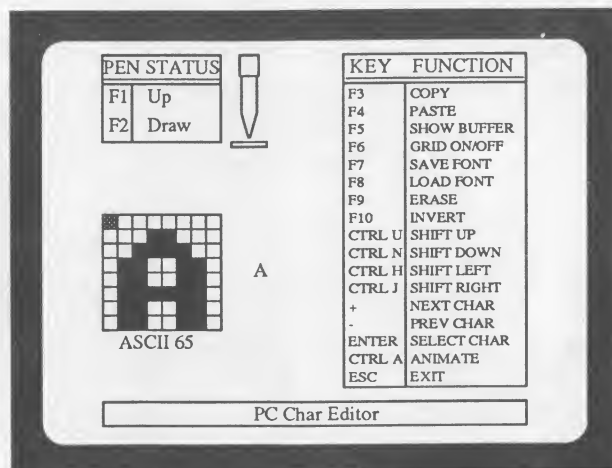 PEN STATUS
F1 Up
F2 Draw
A
ASCII 65
KEY FUNCTION
F3 COPY
F4 PASTE
F5 SHOW BUFFER
F6 GRID ON/OFF
F7 SAVE FONT
F8 LOAD FONT
F9 ERASE
F10 INVERT
CTRL U SHIFT UP
CTRL N SHIFT DOWN
CTRL H SHIFT LEFT
CTRL J SHIFT RIGHT
+ NEXT CHAR
- PREV CHAR
ENTER SELECT CHAR
CTRL A ANIMATE
ESC EXIT
PC Char Editor